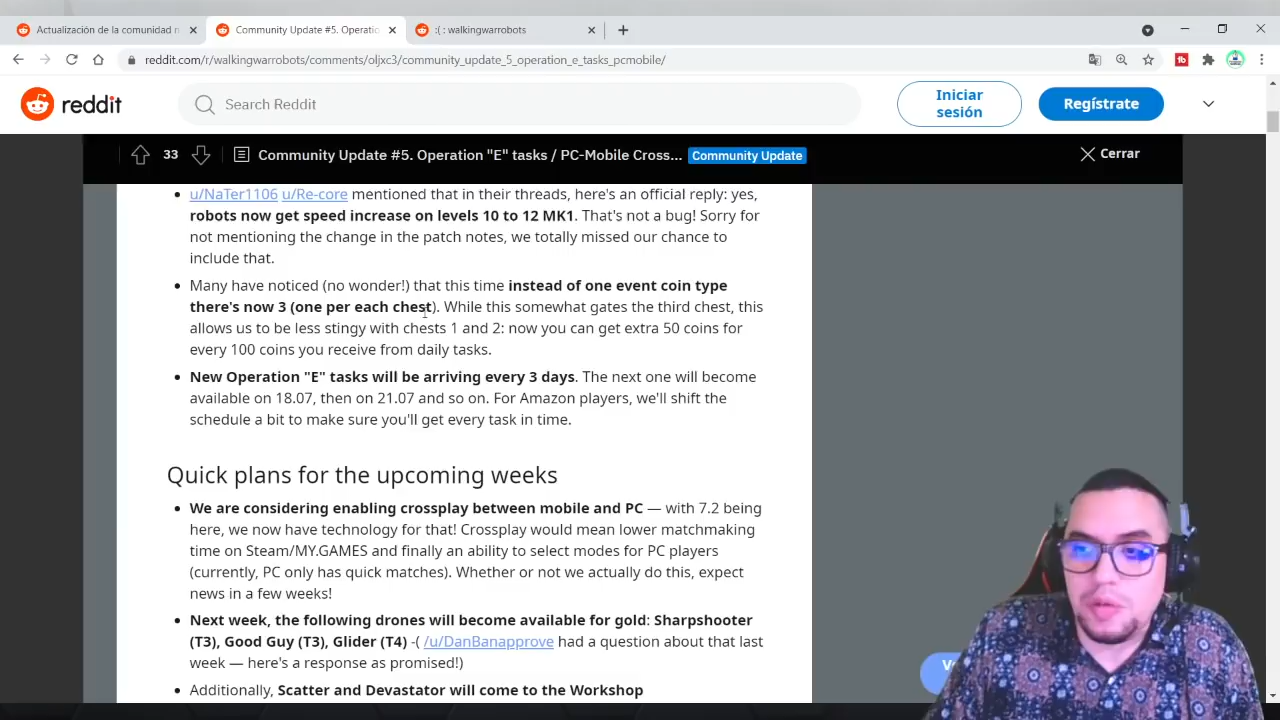 Actualización de la comunidad n
Community Update #5. Operatio
:( : walkingwarrobots
reddit.com/r/walkingwarrobots/comments/oljxc3/community_update_5_operation_e_tasks_pcmobile/
reddit
Search Reddit
Iniciar
sesión
Regístrate
33
Community Update #5. Operation "E" tasks / PC-Mobile Cross...
Community Update
Cerrar
u/NaTer1106 u/Re-core mentioned that in their threads, here's an official reply: yes,
robots now get speed increase on levels 10 to 12 MK1. That's not a bug! Sorry for
not mentioning the change in the patch notes, we totally missed our chance to
include that.
Many have noticed (no wonder!) that this time instead of one event coin type
there's now 3 (one per each chest). While this somewhat gates the third chest, this
allows us to be less stingy with chests 1 and 2: now you can get extra 50 coins for
every 100 coins you receive from daily tasks.
New Operation "E" tasks will be arriving every 3 days. The next one will become
available on 18.07, then on 21.07 and so on. For Amazon players, we'll shift the
schedule a bit to make sure you'll get every task in time.
Quick plans for the upcoming weeks
We are considering enabling crossplay between mobile and PC — with 7.2 being
here, we now have technology for that! Crossplay would mean lower matchmaking
time on Steam/MY.GAMES and finally an ability to select modes for PC players
(currently, PC only has quick matches). Whether or not we actually do this, expect
news in a few weeks!
Next week, the following drones will become available for gold: Sharpshooter
(T3), Good Guy (T3), Glider (T4) -( /u/DanBanapprove had a question about that last
week — here's a response as promised!)
Additionally, Scatter and Devastator will come to the Workshop